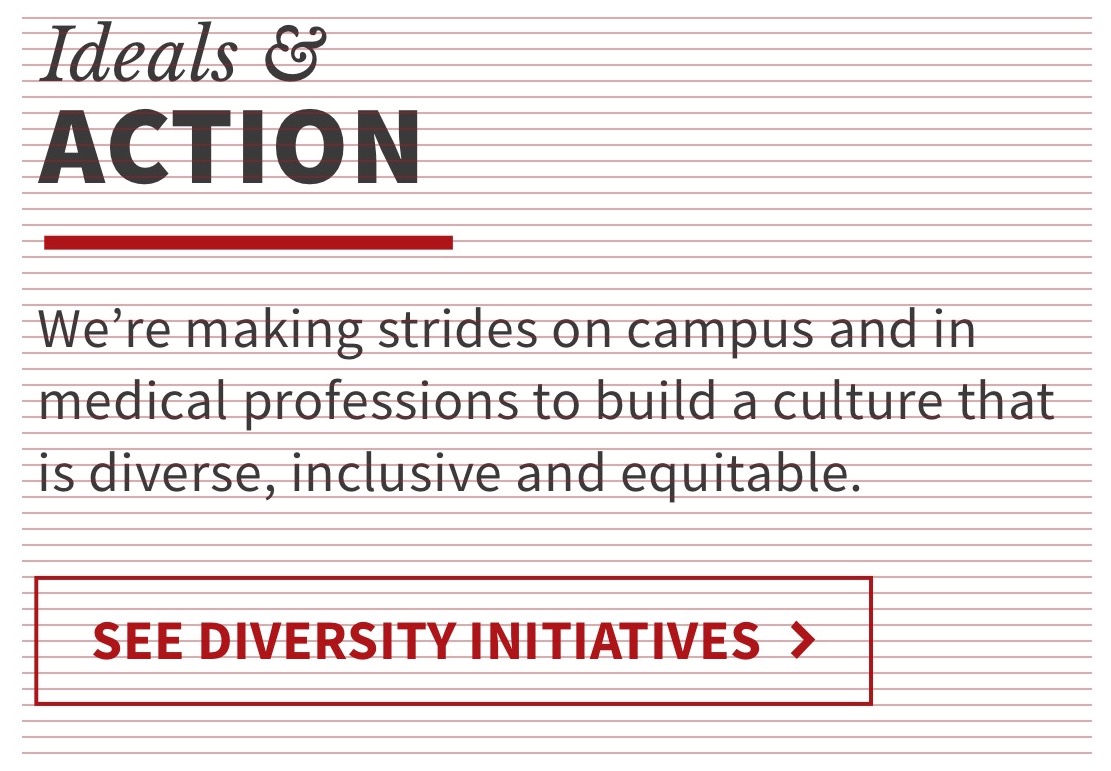 Ideals &
ACTION
We’re making strides on campus and in
medical professions to build a culture that
is diverse, inclusive and equitable.
SEE DIVERSITY INITIATIVES >